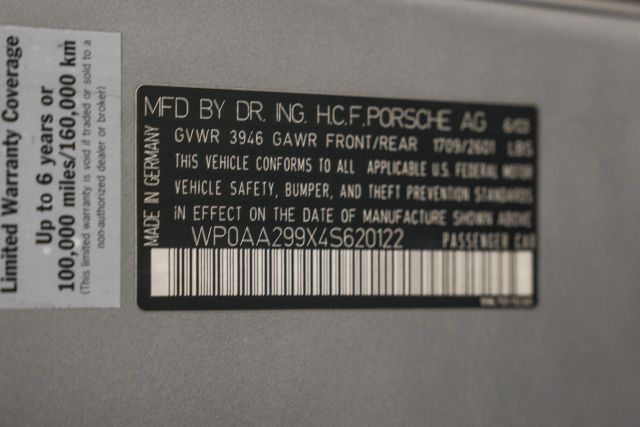 Limited Warranty Coverage
Up to 6 years or
100,000 miles/160,000 km
(This limited warranty is void if traded or sold to a
non-authorized dealer or broker)
MFD BY DR. ING. H.C.F. PORSCHE AG 6/03
GVWR 3946 GAWR FRONT/REAR 1709/2601 LBS
THIS VEHICLE CONFORMS TO ALL APPLICABLE U.S. FEDERAL MOTOR
VEHICLE SAFETY, BUMPER, AND THEFT PREVENTION STANDARDS
IN EFFECT ON THE DATE OF MANUFACTURE SHOWN ABOVE
WP0AA299X4S620122 PASSENGER CAR
MADE IN GERMANY